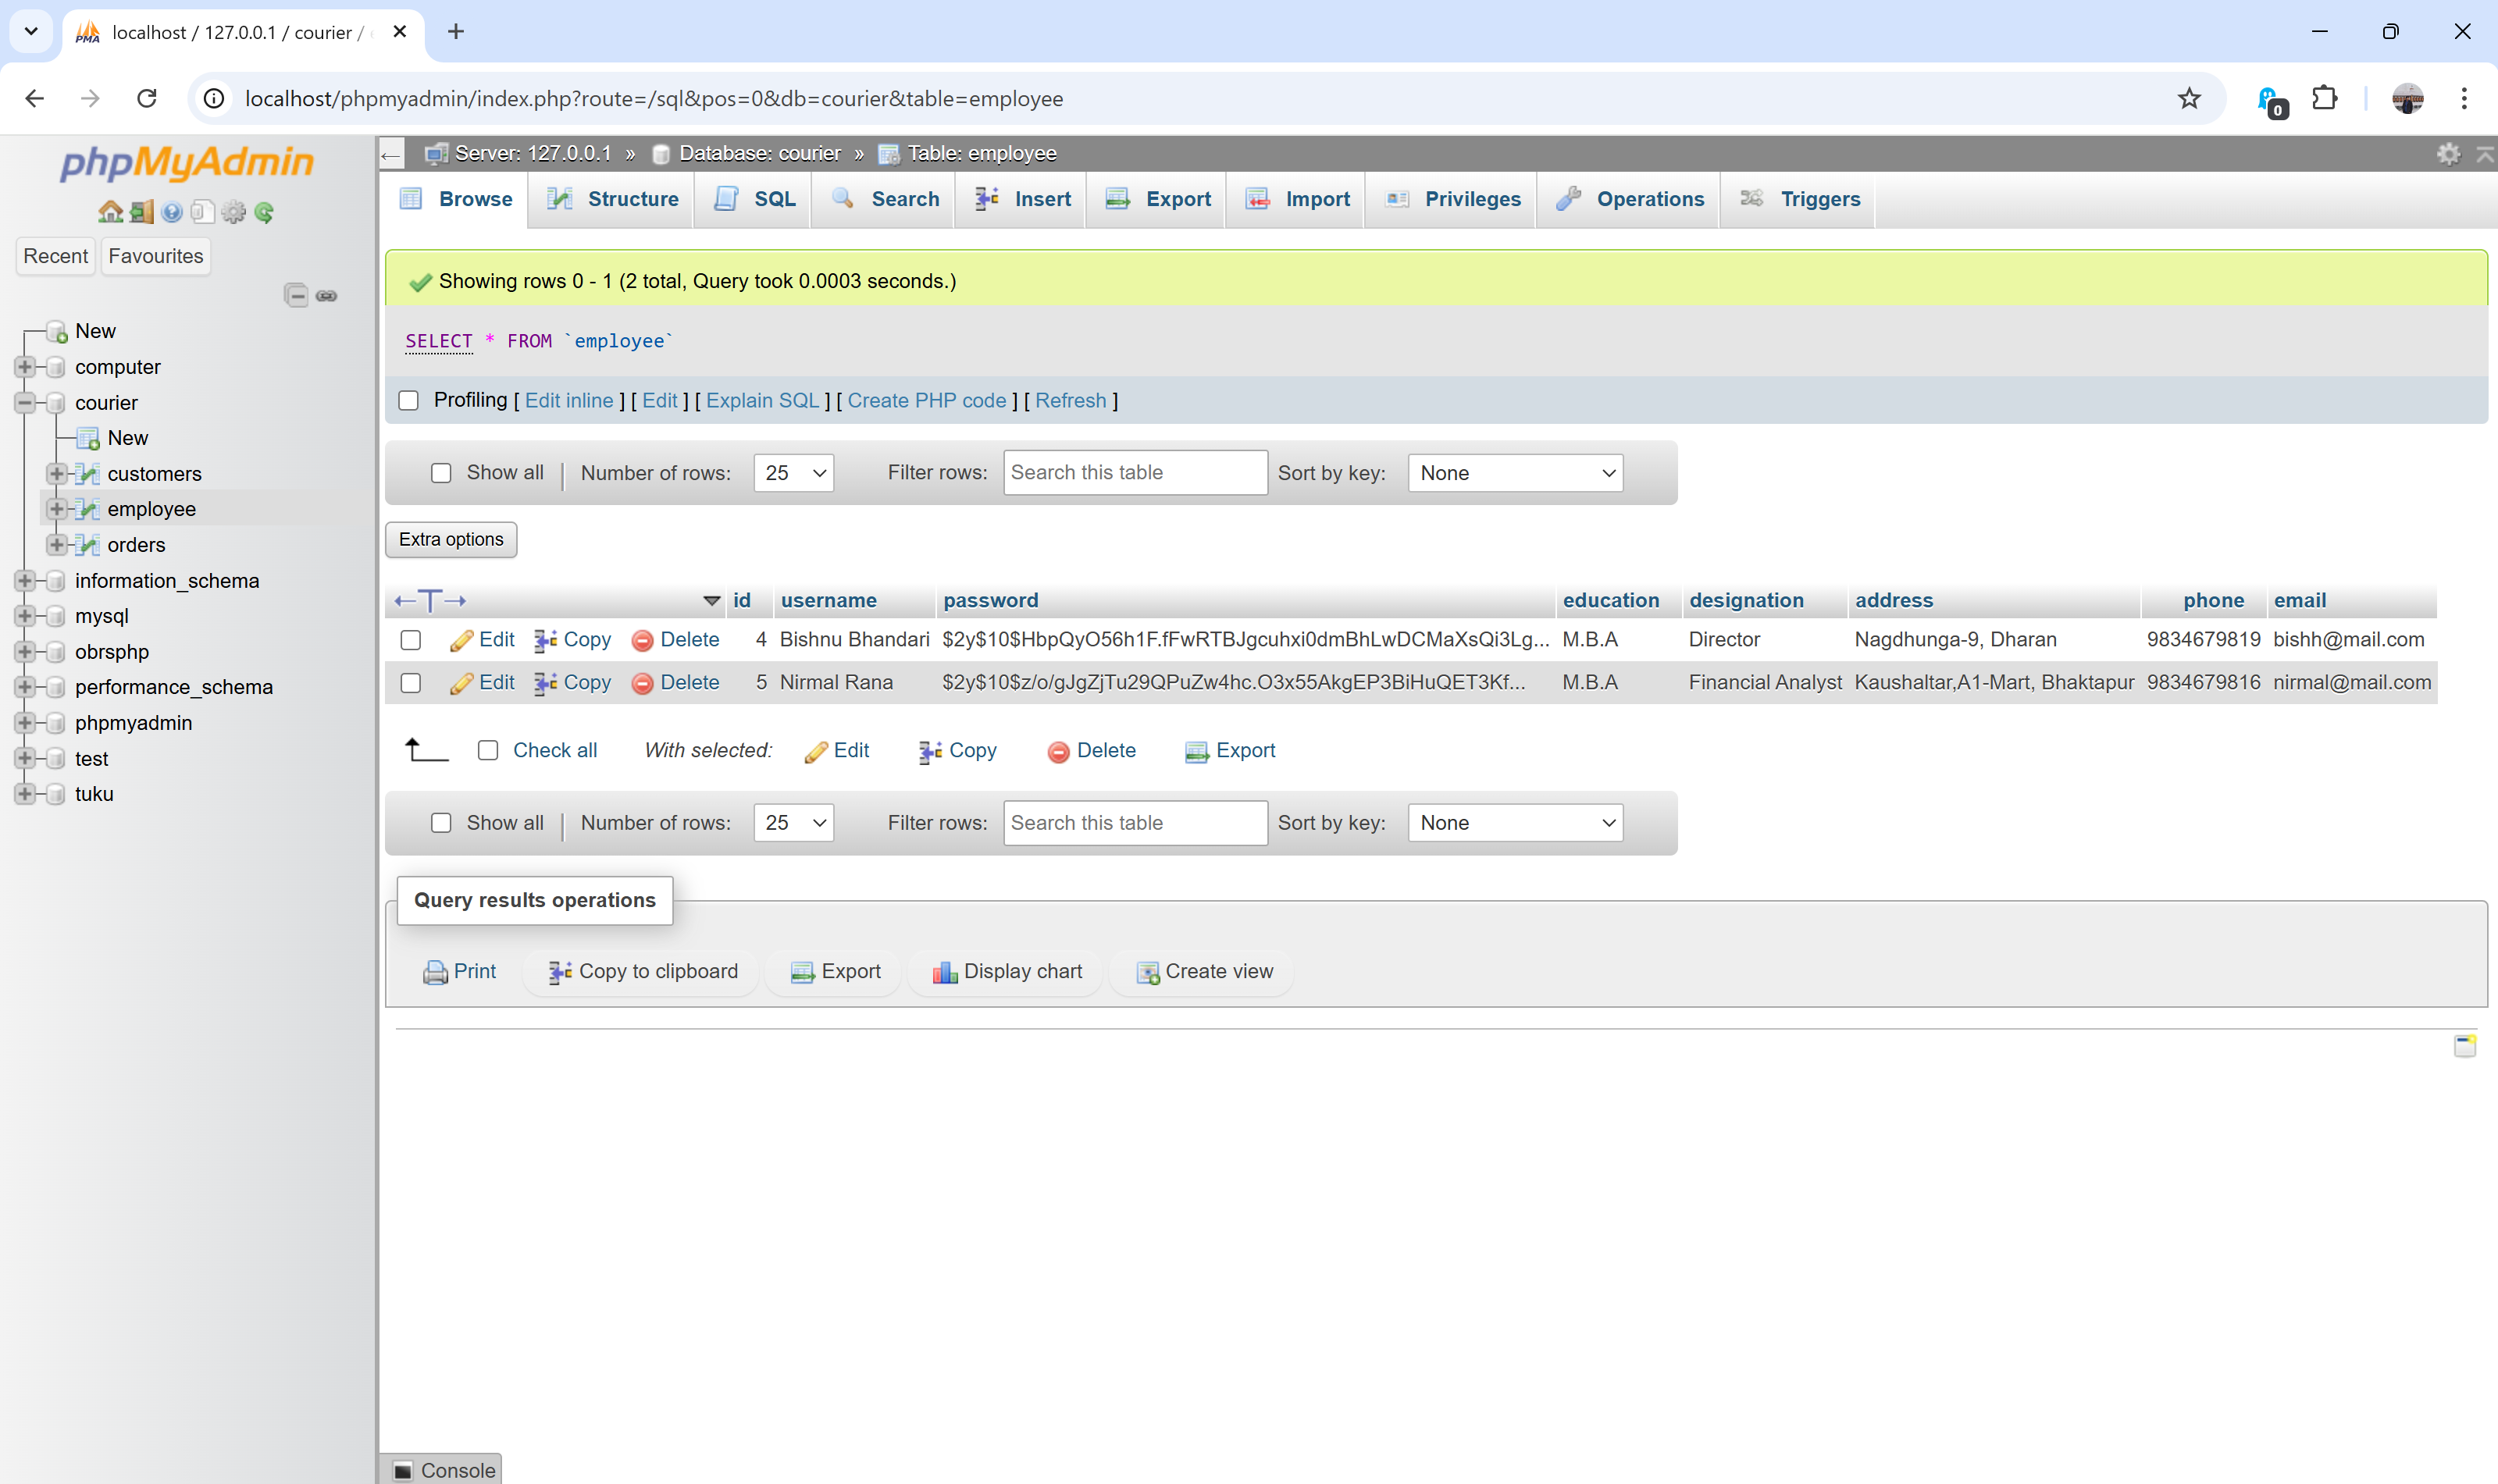 localhost / 127.0.0.1 / courier /
localhost/phpmyadmin/index.php?route=/sql&pos=0&db=courier&table=employee
0
phpMyAdmin
Recent Favourites
New
computer
courier
New
customers
employee
orders
information_schema
mysql
obrsphp
performance_schema
phpmyadmin
test
tuku
Server: 127.0.0.1 » Database: courier » Table: employee
Browse Structure SQL Search Insert Export Import Privileges Operations Triggers
Showing rows 0 - 1 (2 total, Query took 0.0003 seconds.)
SELECT * FROM `employee`
Profiling [ Edit inline ] [ Edit ] [ Explain SQL ] [ Create PHP code ] [ Refresh ]
Show all | Number of rows: 25 Filter rows: Search this table Sort by key: None
Extra options
←T→ id username password education designation address phone email
Edit Copy Delete 4 Bishnu Bhandari $2y$10$HbpQyO56h1F.fFwRTBJgcuhxi0dmBhLwDCMaXsQi3Lg... M.B.A Director Nagdhunga-9, Dharan 9834679819 bishh@mail.com
Edit Copy Delete 5 Nirmal Rana $2y$10$z/o/gJgZjTu29QPuZw4hc.O3x55AkgEP3BiHuQET3Kf... M.B.A Financial Analyst Kaushaltar,A1-Mart, Bhaktapur 9834679816 nirmal@mail.com
Check all With selected: Edit Copy Delete Export
Show all | Number of rows: 25 Filter rows: Search this table Sort by key: None
Query results operations
Print Copy to clipboard Export Display chart Create view
Console